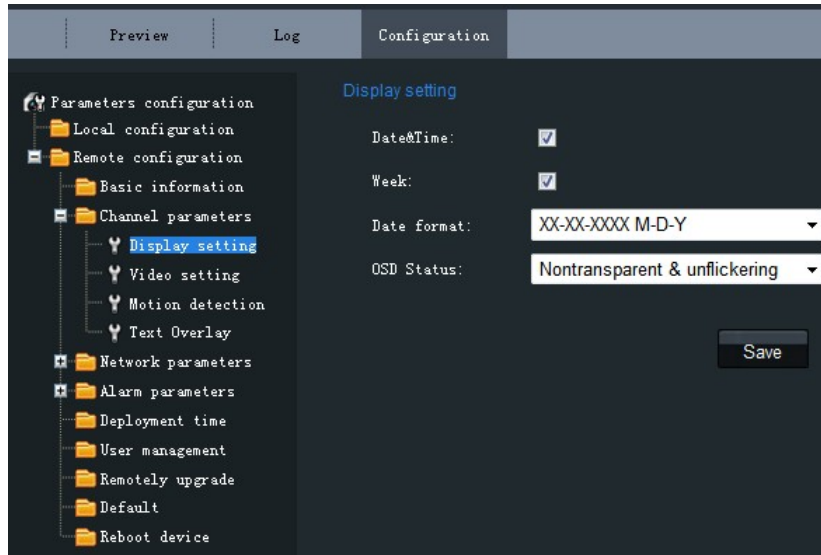 Preview
Log
Configuration
Parameters configuration
Local configuration
Remote configuration
Basic information
Channel parameters
Display setting
Video setting
Motion detection
Text Overlay
Network parameters
Alarm parameters
Deployment time
User management
Remotely upgrade
Default
Reboot device
Display setting
Date&Time:
Week:
Date format: XX-XX-XXXX M-D-Y
OSD Status: Nontransparent & unflickering
Save